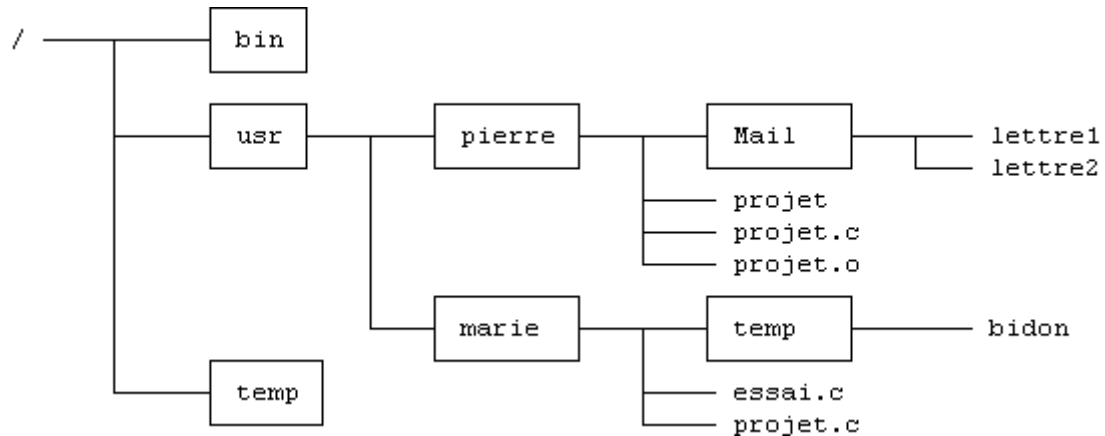 / bin
usr pierre Mail lettre1
lettre2
projet
projet.c
projet.o
marie temp bidon
temp essai.c
projet.c